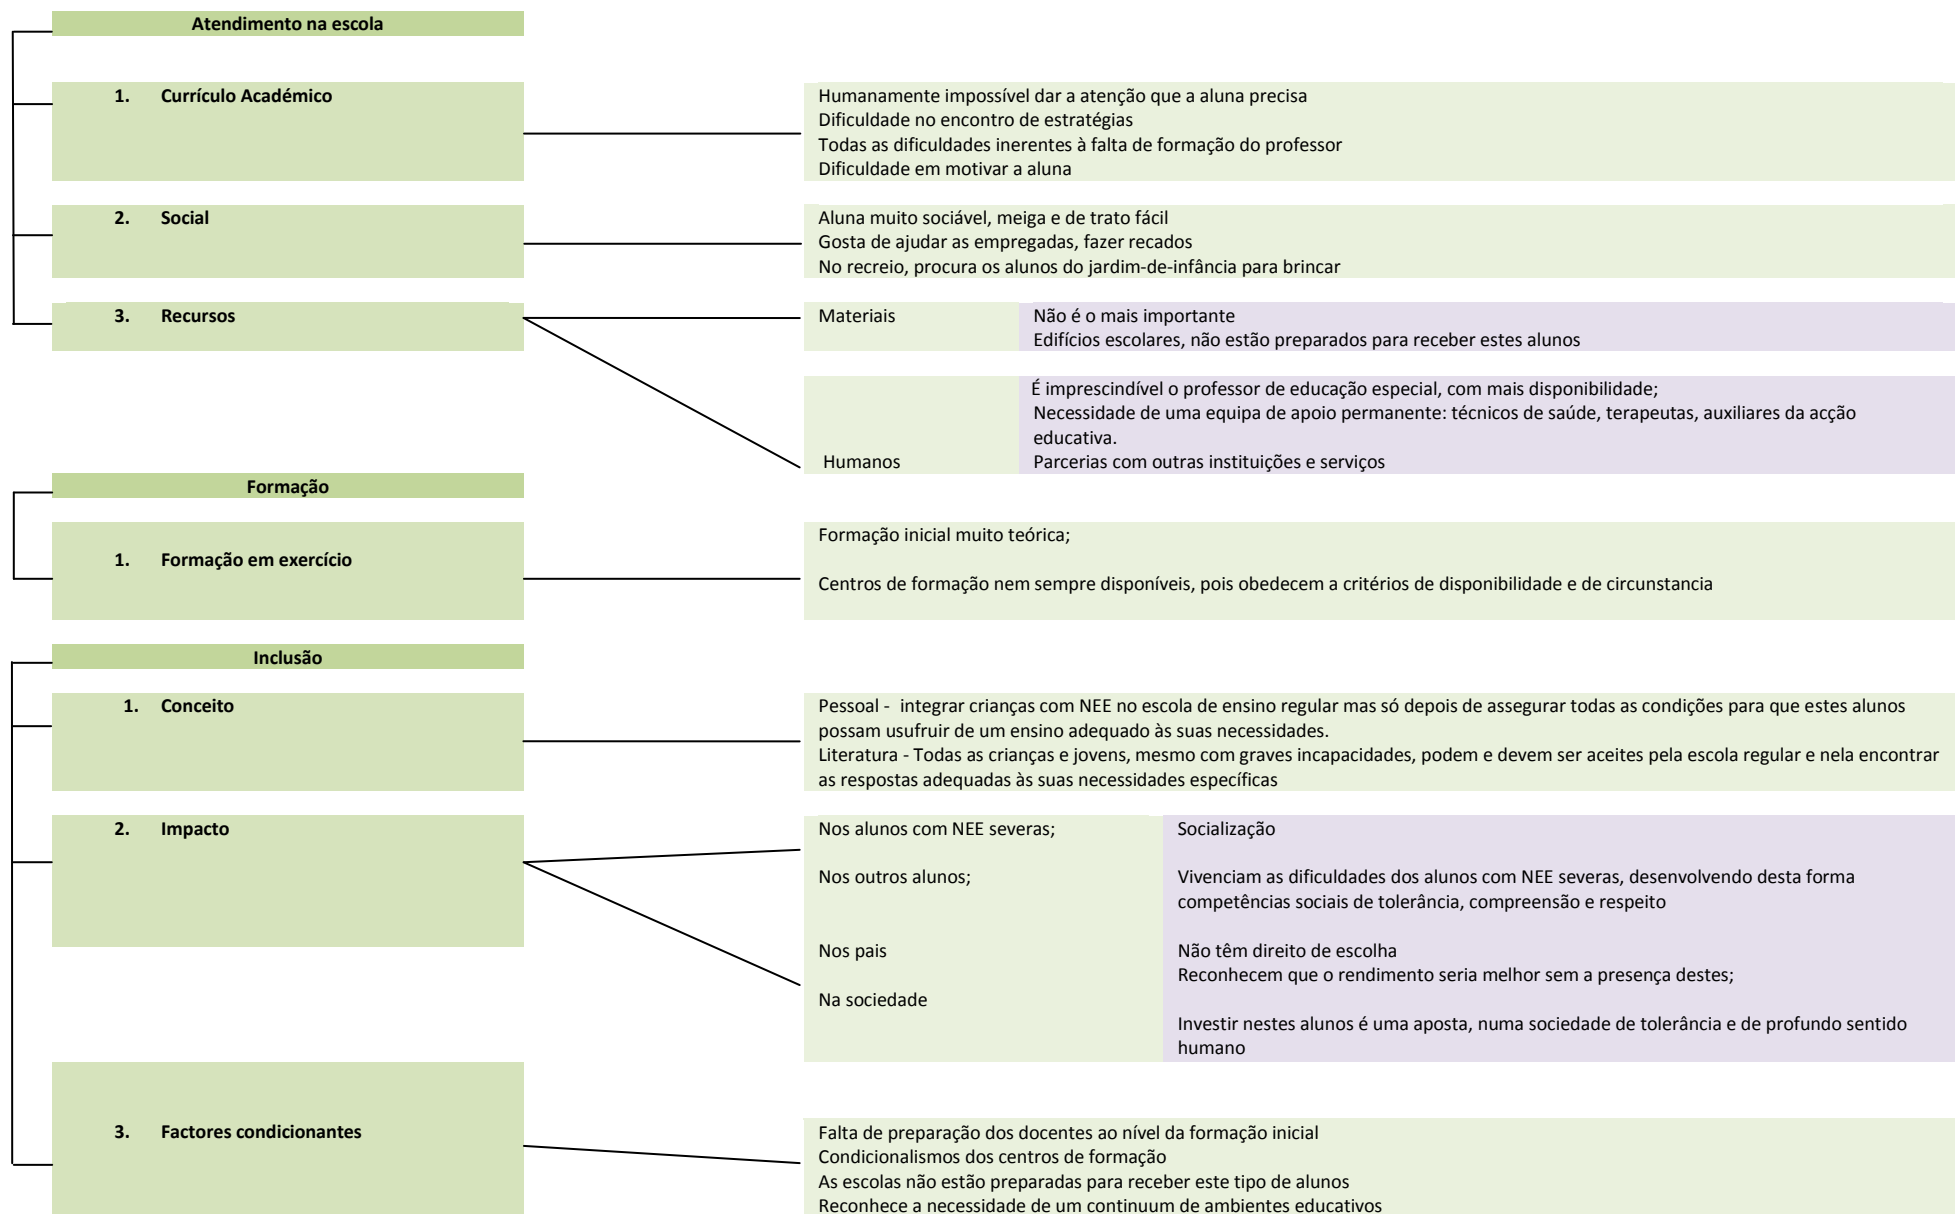 Atendimento na escola
1. Currículo Académico
Humanamente impossível dar a atenção que a aluna precisa
Dificuldade no encontro de estratégias
Todas as dificuldades inerentes à falta de formação do professor
Dificuldade em motivar a aluna
2. Social
Aluna muito sociável, meiga e de trato fácil
Gosta de ajudar as empregadas, fazer recados
No recreio, procura os alunos do jardim-de-infância para brincar
3. Recursos
Materiais
Não é o mais importante
Edifícios escolares, não estão preparados para receber estes alunos
Humanos
É imprescindível o professor de educação especial, com mais disponibilidade;
Necessidade de uma equipa de apoio permanente: técnicos de saúde, terapeutas, auxiliares da acção
educativa.
Parcerias com outras instituições e serviços
Formação
1. Formação em exercício
Formação inicial muito teórica;
Centros de formação nem sempre disponíveis, pois obedecem a critérios de disponibilidade e de circunstancia
Inclusão
1. Conceito
Pessoal - integrar crianças com NEE no escola de ensino regular mas só depois de assegurar todas as condições para que estes alunos
possam usufruir de um ensino adequado às suas necessidades.
Literatura - Todas as crianças e jovens, mesmo com graves incapacidades, podem e devem ser aceites pela escola regular e nela encontrar
as respostas adequadas às suas necessidades específicas
2. Impacto
Nos alunos com NEE severas;
Socialização
Nos outros alunos;
Vivenciam as dificuldades dos alunos com NEE severas, desenvolvendo desta forma
competências sociais de tolerância, compreensão e respeito
Nos pais
Não têm direito de escolha
Reconhecem que o rendimento seria melhor sem a presença destes;
Na sociedade
Investir nestes alunos é uma aposta, numa sociedade de tolerância e de profundo sentido
humano
3. Factores condicionantes
Falta de preparação dos docentes ao nível da formação inicial
Condicionalismos dos centros de formação
As escolas não estão preparadas para receber este tipo de alunos
Reconhece a necessidade de um continuum de ambientes educativos